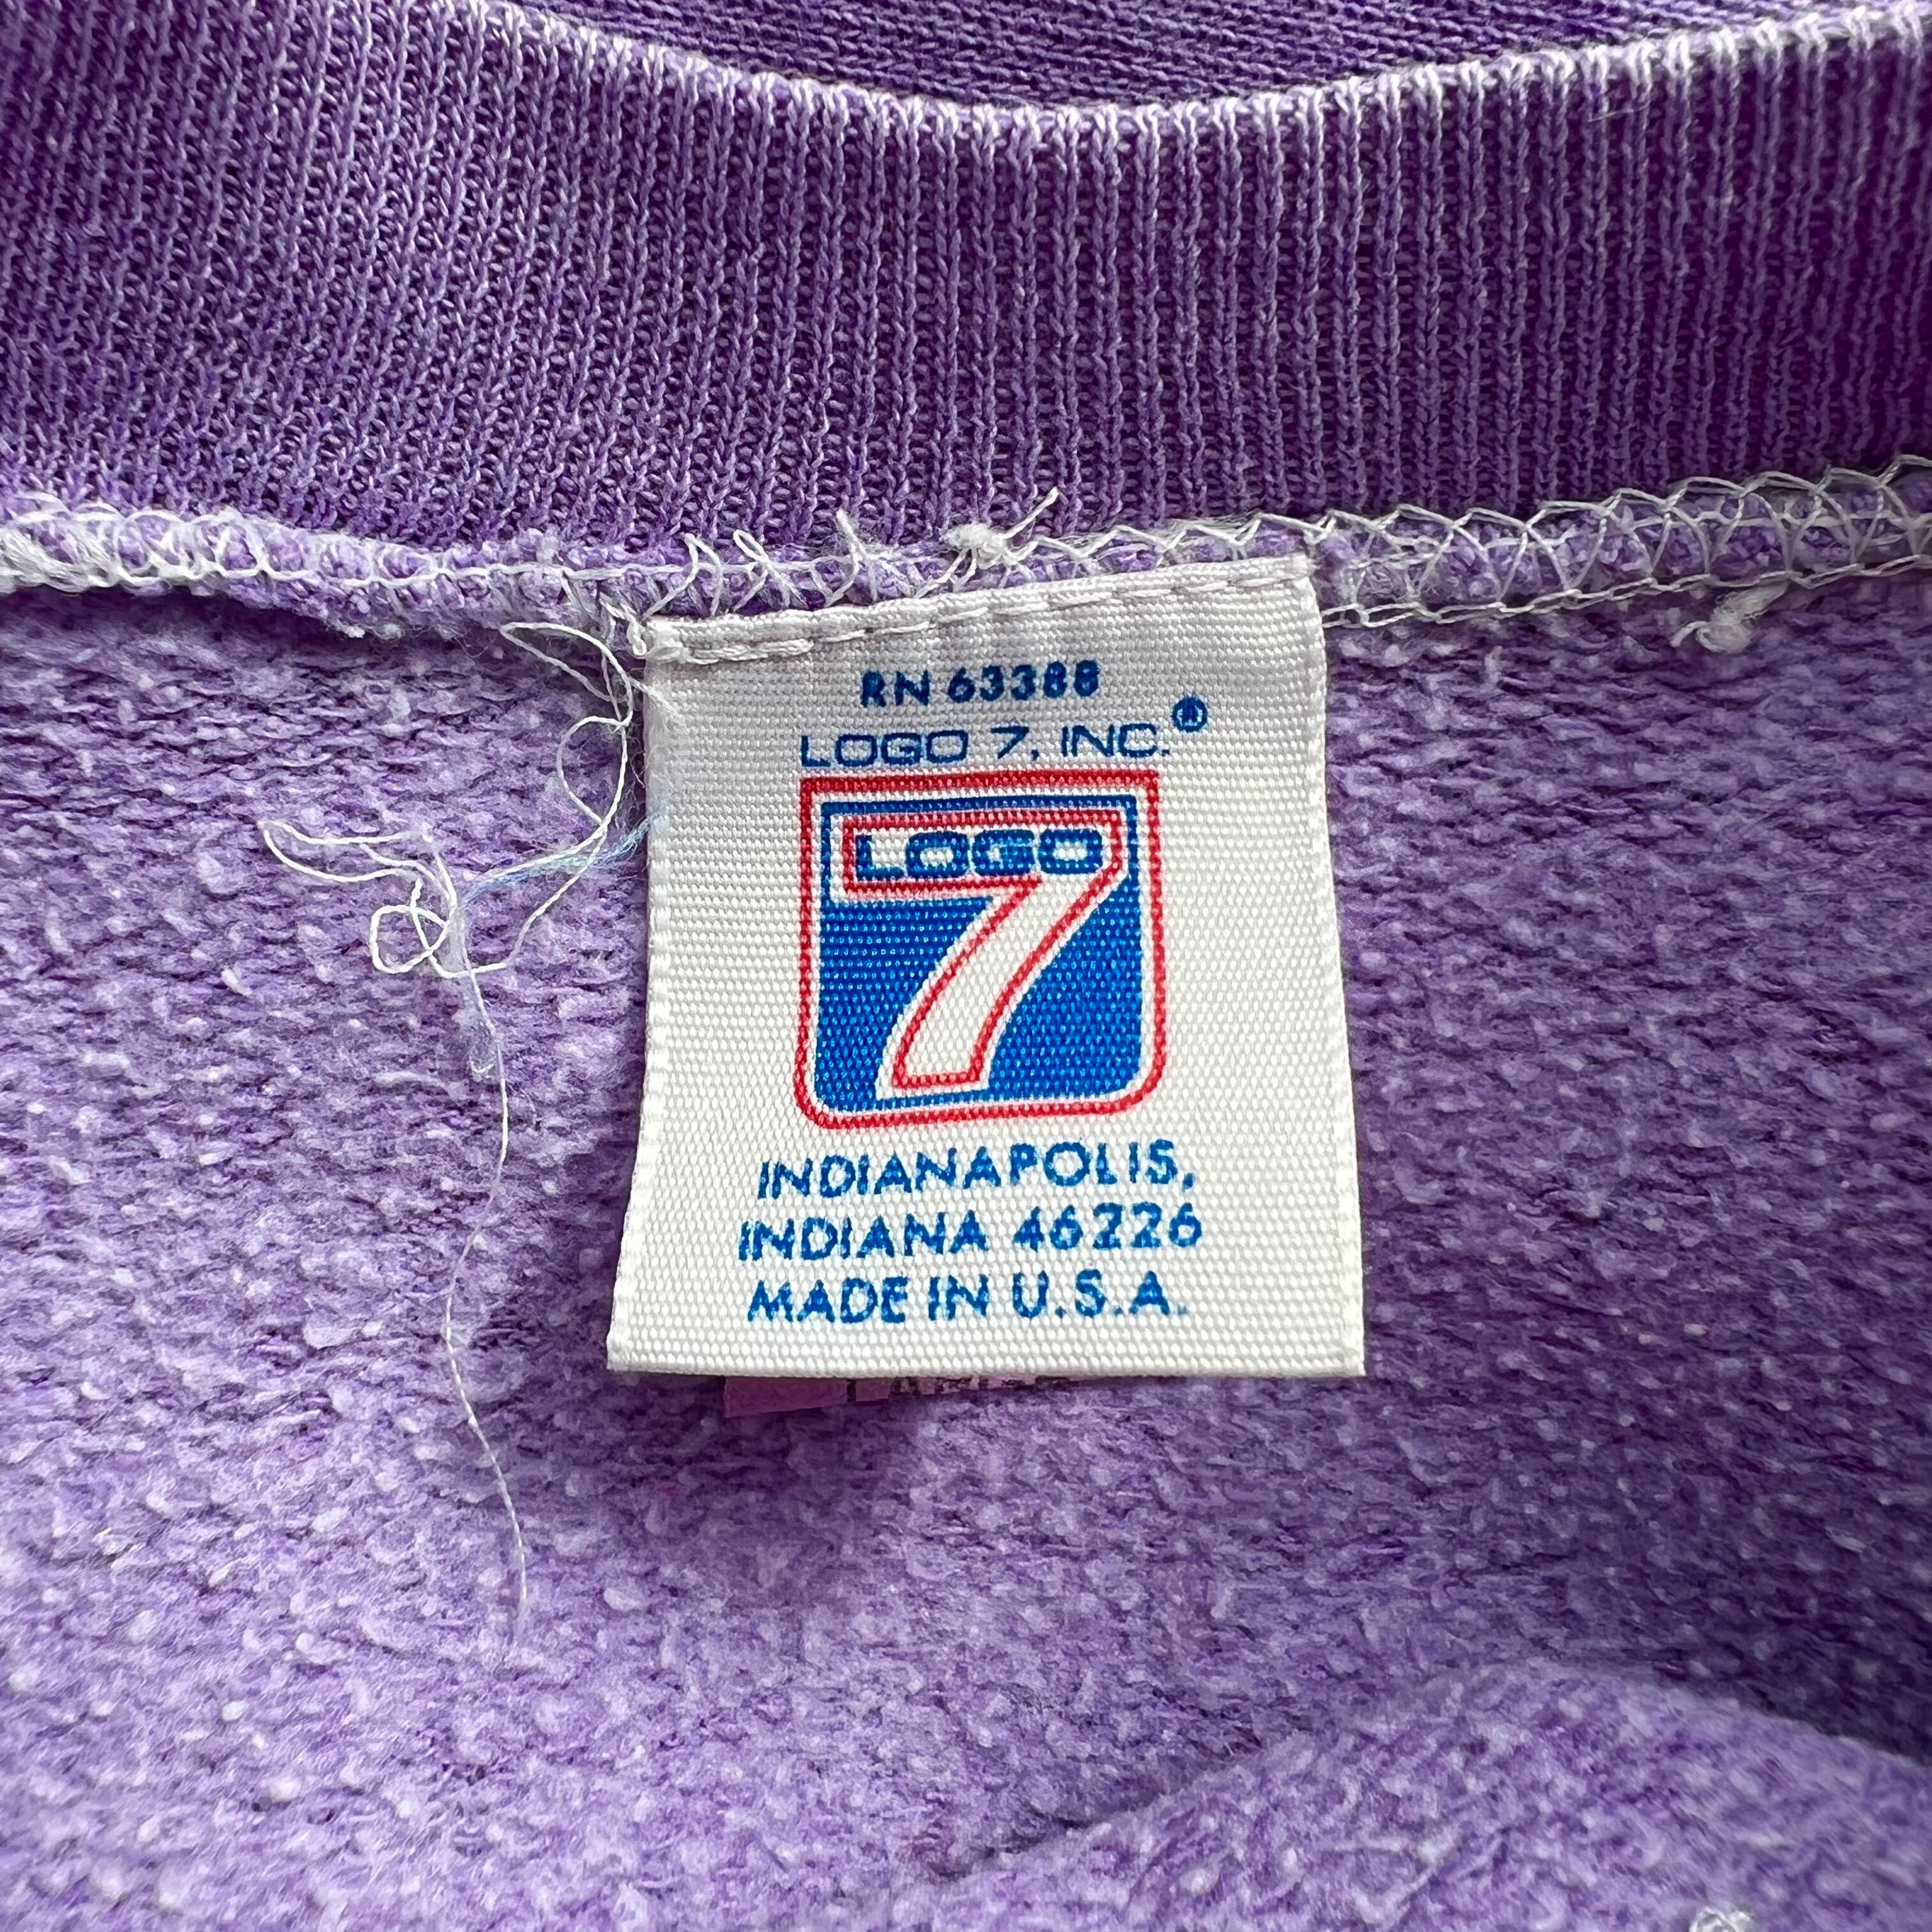 RN 63388
LOGO 7, INC.®
LOGO
7
INDIANAPOLIS,
INDIANA 46226
MADE IN U.S.A.